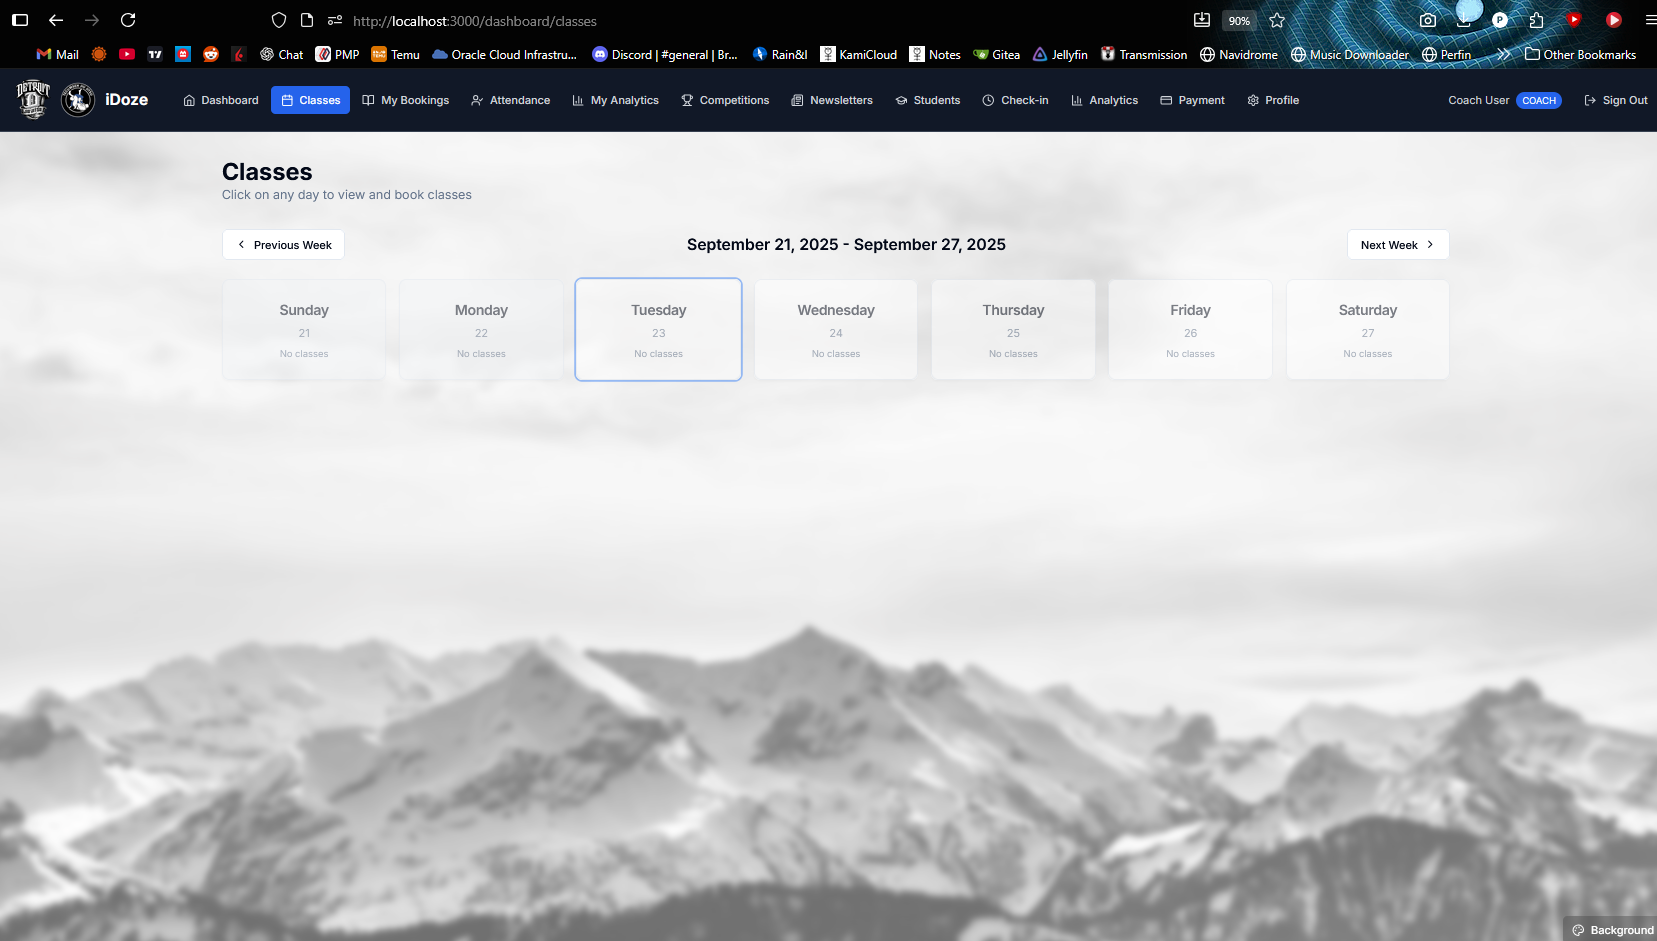 http://localhost:3000/dashboard/classes
90%
Mail
Chat
PMP
Temu
Oracle Cloud Infrastru...
Discord | #general | Br...
Rain&I
KamiCloud
Notes
Gitea
Jellyfin
Transmission
Navidrome
Music Downloader
Perfin
Other Bookmarks
DETROIT
iDoze
Dashboard
Classes
My Bookings
Attendance
My Analytics
Competitions
Newsletters
Students
Check-in
Analytics
Payment
Profile
Coach User
COACH
Sign Out
Classes
Click on any day to view and book classes
Previous Week
September 21, 2025 - September 27, 2025
Next Week
Sunday
21
No classes
Monday
22
No classes
Tuesday
23
No classes
Wednesday
24
No classes
Thursday
25
No classes
Friday
26
No classes
Saturday
27
No classes
Background